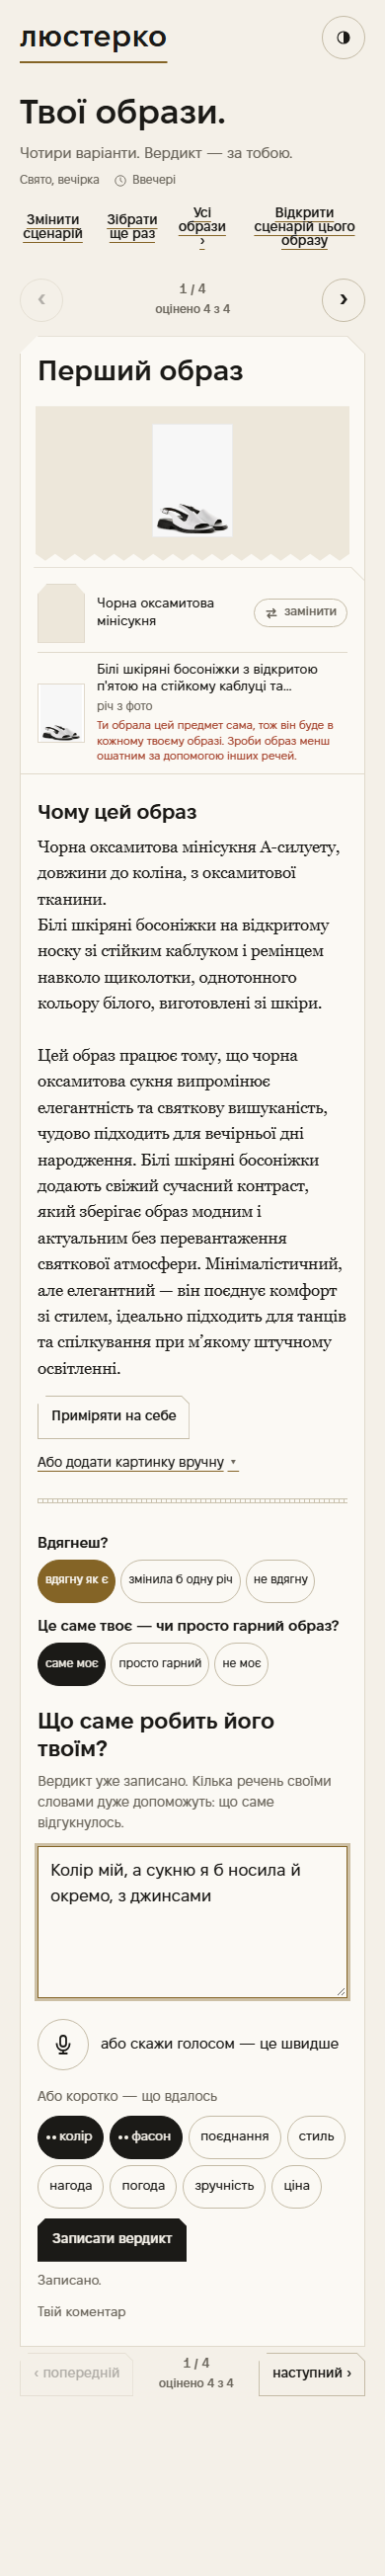 люстерко
Твої образи.
Чотири варіанти. Вердикт — за тобою.
Свято, вечірка Ввечері
Змінити
сценарій
Зібрати
ще раз
Усі
образи
›
Відкрити
сценарій цього
образу
‹
1 / 4
оцінено 4 з 4
›
Перший образ
Чорна оксамитова
мінісукня
замінити
Білі шкіряні босоніжки з відкритою
п'ятою на стійкому каблуці та...
річ з фото
Ти обрала цей предмет сама, тож він буде в
кожному твоєму образі. Зроби образ менш
ошатним за допомогою інших речей.
Чому цей образ
Чорна оксамитова мінісукня А-силуету,
довжини до коліна, з оксамитової
тканини.
Білі шкіряні босоніжки на відкритому
носку зі стійким каблуком і ремінцем
навколо щиколотки, однотонного
кольору білого, виготовлені зі шкіри.
Цей образ працює тому, що чорна
оксамитова сукня випромінює
елегантність та святкову вишуканість,
чудово підходить для вечірньої дні
народження. Білі шкіряні босоніжки
додають свіжий сучасний контраст,
який зберігає образ модним і
актуальним без перевантаження
святкової атмосфери. Мінімалістичний,
але елегантний — він поєднує комфорт
зі стилем, ідеально підходить для танців
та спілкування при м’якому штучному
освітленні.
Приміряти на себе
Або додати картинку вручну ▾
Вдягнеш?
вдягну як є змінила б одну річ не вдягну
Це саме твоє — чи просто гарний образ?
саме моє просто гарний не моє
Що саме робить його
твоїм?
Вердикт уже записано. Кілька речень своїми
словами дуже допоможуть: що саме
відгукнулось.
Колір мій, а сукню я б носила й
окремо, з джинсами
або скажи голосом — це швидше
Або коротко — що вдалось
колір фасон поєднання стиль
нагода погода зручність ціна
Записати вердикт
Записано.
Твій коментар
‹ попередній
1 / 4
оцінено 4 з 4
наступний ›